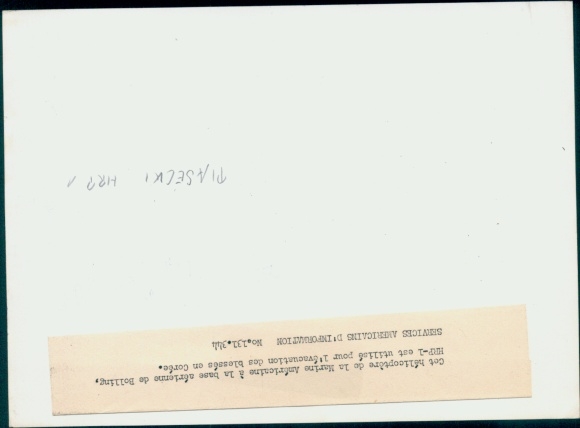 Cet hélicoptère de la Marine Américaine à la base aérienne de Bolling,
HRP-1 est utilisé pour l'évacuation des blessés en Corée.
SERVICES AMERICAINS D'INFORMATION No.131.344
PIASECKI HRP 1